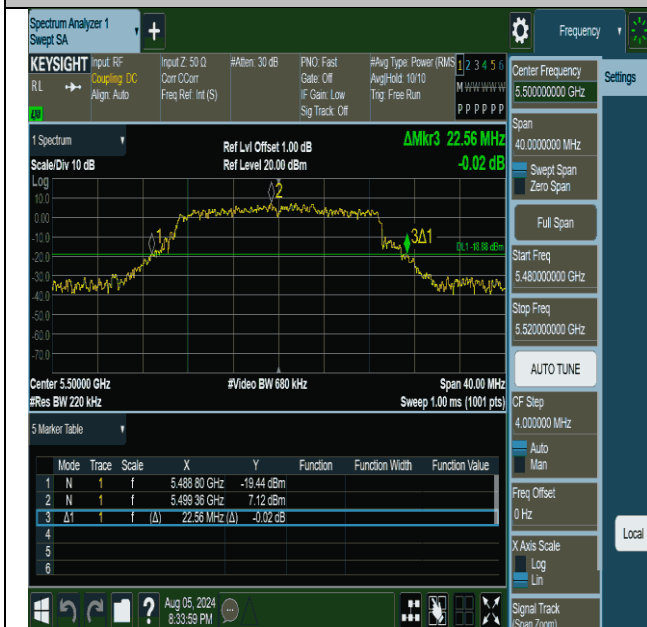 Spectrum Analyzer 1
Swept SA
Frequency
KEYSIGHT
RL
Input: RF
Coupling: DC
Align: Auto
Input Z: 50 Ω
Corr CCorr
Freq Ref: Int (S)
#Atten: 30 dB
PNO: Fast
Gate: Off
IF Gain: Low
Sig Track: Off
#Avg Type: Power (RMS
Avg|Hold: 10/10
Trig: Free Run
1 2 3 4 5 6
M W W W W W
P P P P P P
1 Spectrum
Scale/Div 10 dB
Ref Lvl Offset 1.00 dB
Ref Level 20.00 dBm
ΔMkr3 22.56 MHz
-0.02 dB
Log
10.0
0.00
-10.0
-20.0
-30.0
-40.0
-50.0
-60.0
-70.0
1
2
3Δ1
DL1 -18.88 dBm
Center 5.50000 GHz
#Res BW 220 kHz
#Video BW 680 kHz
Span 40.00 MHz
Sweep 1.00 ms (1001 pts)
5 Marker Table
Mode Trace Scale X Y Function Function Width Function Value
1 N 1 f 5.488 80 GHz -19.44 dBm
2 N 1 f 5.499 36 GHz 7.12 dBm
3 Δ1 1 f (Δ) 22.56 MHz (Δ) -0.02 dB
4
5
6
Aug 05, 2024
8:33:59 PM
Center Frequency
5.500000000 GHz
Settings
Span
40.0000000 MHz
Swept Span
Zero Span
Full Span
Start Freq
5.480000000 GHz
Stop Freq
5.520000000 GHz
AUTO TUNE
CF Step
4.000000 MHz
Auto
Man
Freq Offset
0 Hz
Local
X Axis Scale
Log
Lin
Signal Track
(Span Zoom)